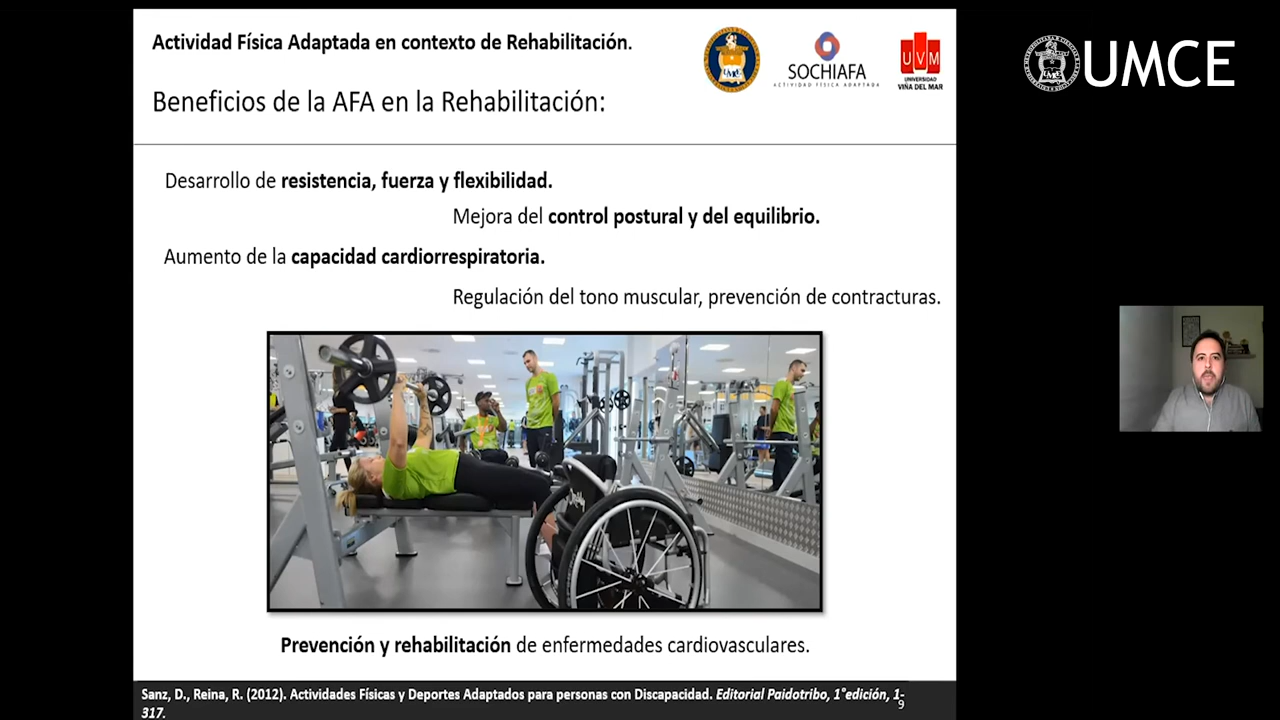 Actividad Física Adaptada en contexto de Rehabilitación.
Beneficios de la AFA en la Rehabilitación:
SOCHIAFA
ACTIVIDAD FÍSICA ADAPTADA
UVM
UNIVERSIDAD
VIÑA DEL MAR
UMCE
Desarrollo de resistencia, fuerza y flexibilidad.
Mejora del control postural y del equilibrio.
Aumento de la capacidad cardiorrespiratoria.
Regulación del tono muscular, prevención de contracturas.
Prevención y rehabilitación de enfermedades cardiovasculares.
Sanz, D., Reina, R. (2012). Actividades Físicas y Deportes Adaptados para personas con Discapacidad. Editorial Paidotribo, 1°edición, 1-
317.
9